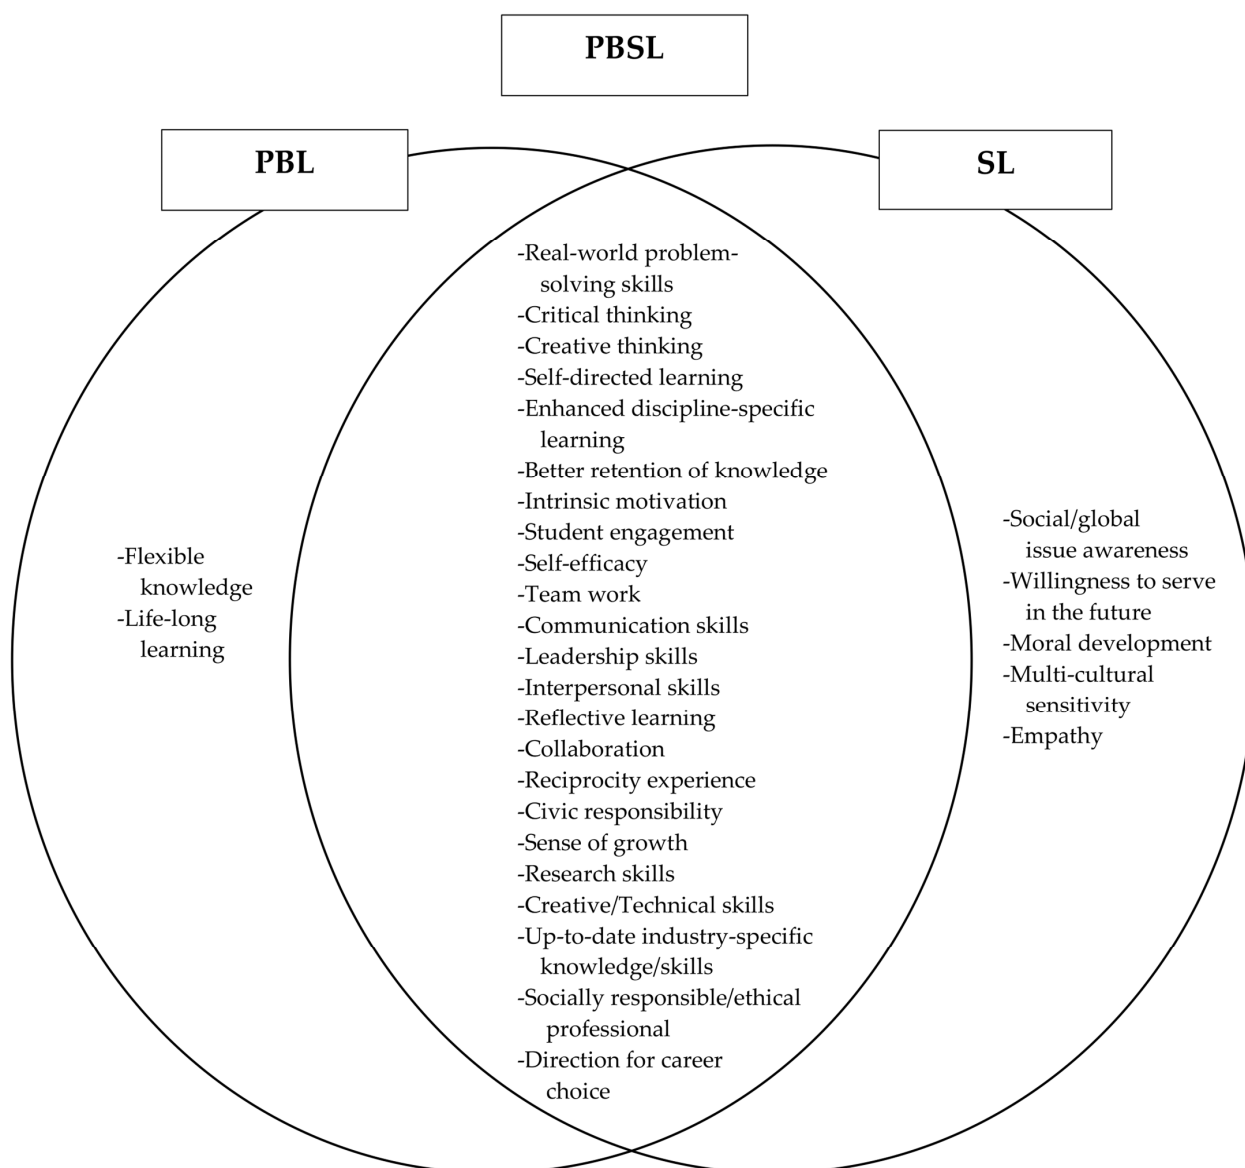 PBSL
PBL
SL
-Real-world problem-
solving skills
-Critical thinking
-Creative thinking
-Self-directed learning
-Enhanced discipline-specific
learning
-Better retention of knowledge
-Intrinsic motivation
-Student engagement
-Self-efficacy
-Team work
-Communication skills
-Leadership skills
-Interpersonal skills
-Reflective learning
-Collaboration
-Reciprocity experience
-Civic responsibility
-Sense of growth
-Research skills
-Creative/Technical skills
-Up-to-date industry-specific
knowledge/skills
-Socially responsible/ethical
professional
-Direction for career
choice
-Flexible
knowledge
-Life-long
learning
-Social/global
issue awareness
-Willingness to serve
in the future
-Moral development
-Multi-cultural
sensitivity
-Empathy